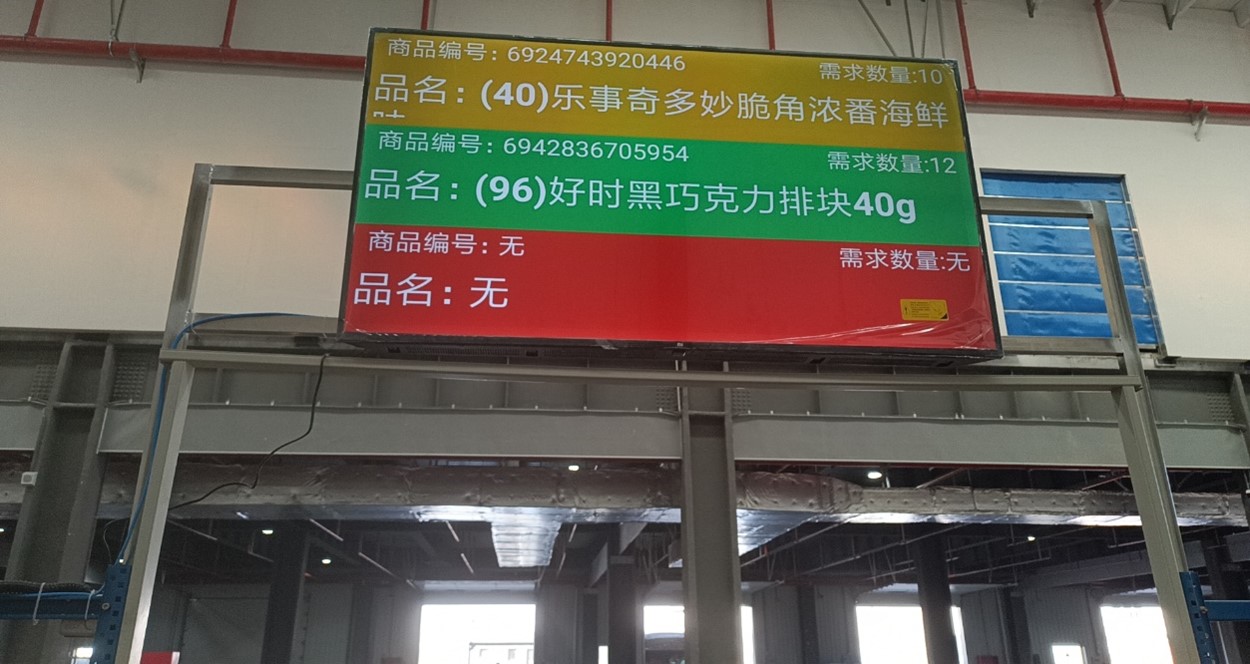 商品编号: 6924743920446
需求数量:10
品名: (40)乐事奇多妙脆角浓番海鲜
商品编号: 6942836705954
需求数量:12
品名: (96)好时黑巧克力排块40g
商品编号: 无
需求数量:无
品名: 无